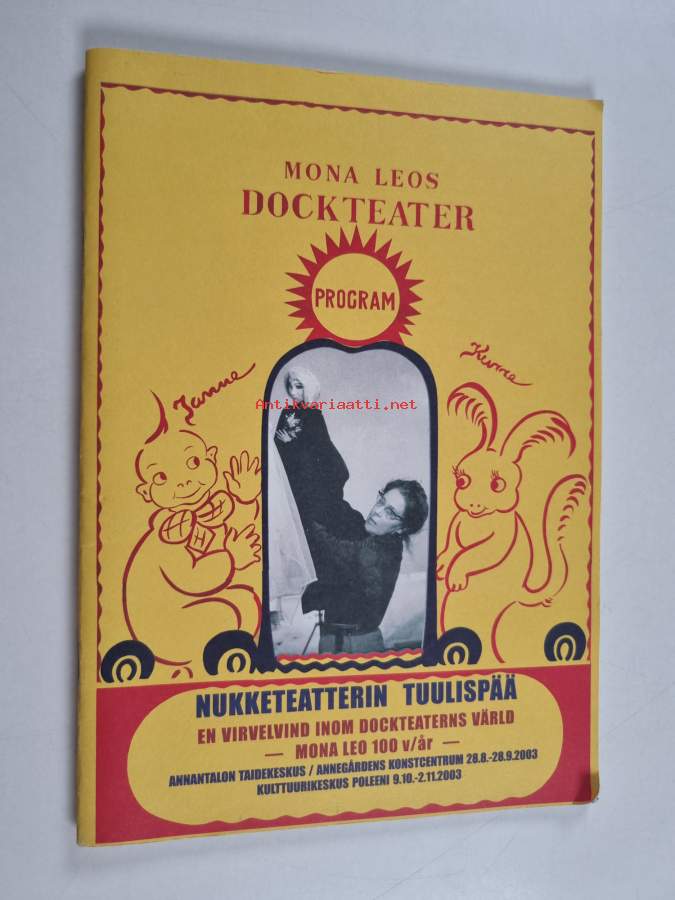 MONA LEOS
DOCKTEATER
PROGRAM
Janne
Kurre
Antikvariaatti.net
H H
H
NUKKETEATTERIN TUULISPÄÄ
EN VIRVELVIND INOM DOCKTEATERNS VÄRLD
— MONA LEO 100 v/år —
ANNANTALON TAIDEKESKUS / ANNEGÅRDENS KONSTCENTRUM 28.8.-28.9.2003
KULTTUURIKESKUS POLEENI 9.10.-2.11.2003